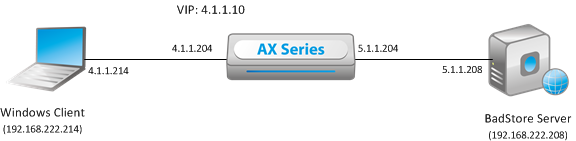 VIP: 4.1.1.10
4.1.1.204
AX Series
5.1.1.204
4.1.1.214
5.1.1.208
Windows Client
(192.168.222.214)
BadStore Server
(192.168.222.208)